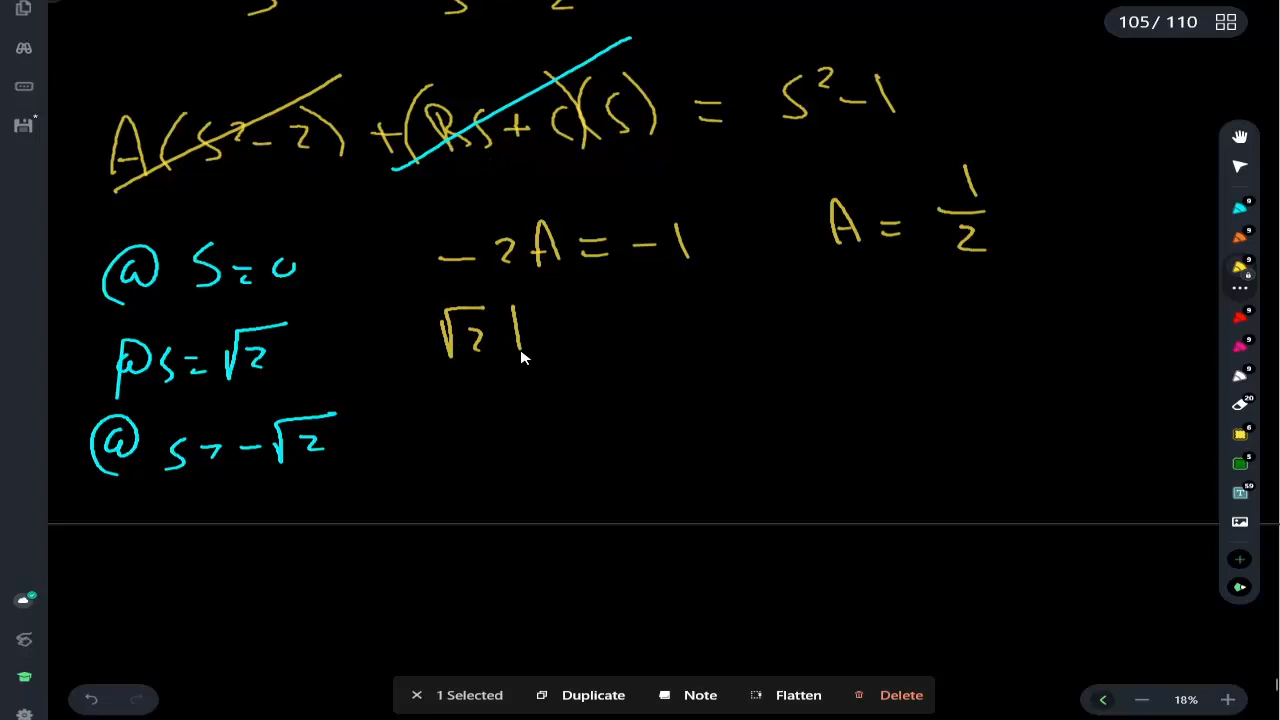 105/ 110
A(s²-2) + (Bs + C)(s) = s²-1
-2A = -1
A = 1/2
@ s=0
√2
@ s=√2
@ s=-√2
1 Selected Duplicate Note Flatten Delete
18%